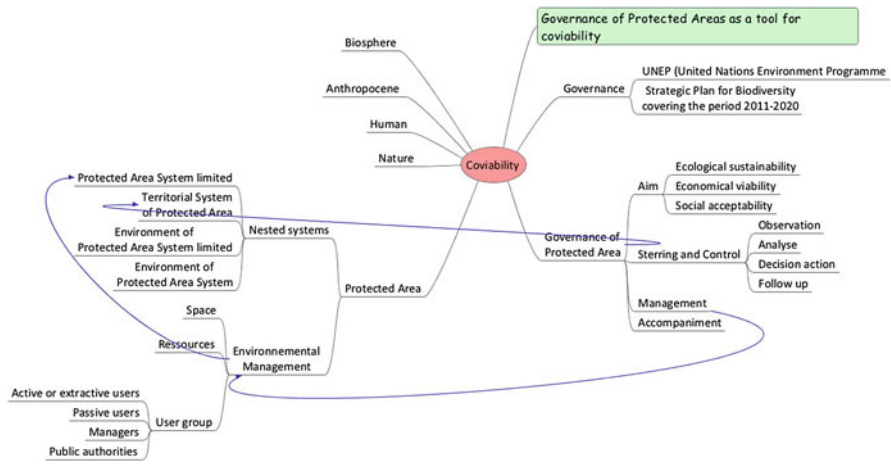 Governance of Protected Areas as a tool for
coviability
Biosphere
Anthropocene
Human
Nature
Coviability
Governance
UNEP (United Nations Environment Programme
Strategic Plan for Biodiversity
covering the period 2011-2020
Governance of
Protected Area
Aim
Ecological sustainability
Economical viability
Social acceptability
Sterring and Control
Observation
Analyse
Decision action
Follow up
Management
Accompaniment
Protected Area
Nested systems
Protected Area System limited
Territorial System
of Protected Area
Environment of
Protected Area System limited
Environment of
Protected Area System
Environnemental
Management
Space
Ressources
User group
Active or extractive users
Passive users
Managers
Public authorities